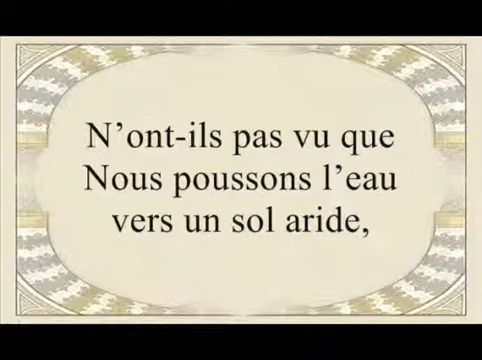 N’ont-ils pas vu que
Nous poussons l’eau
vers un sol aride,